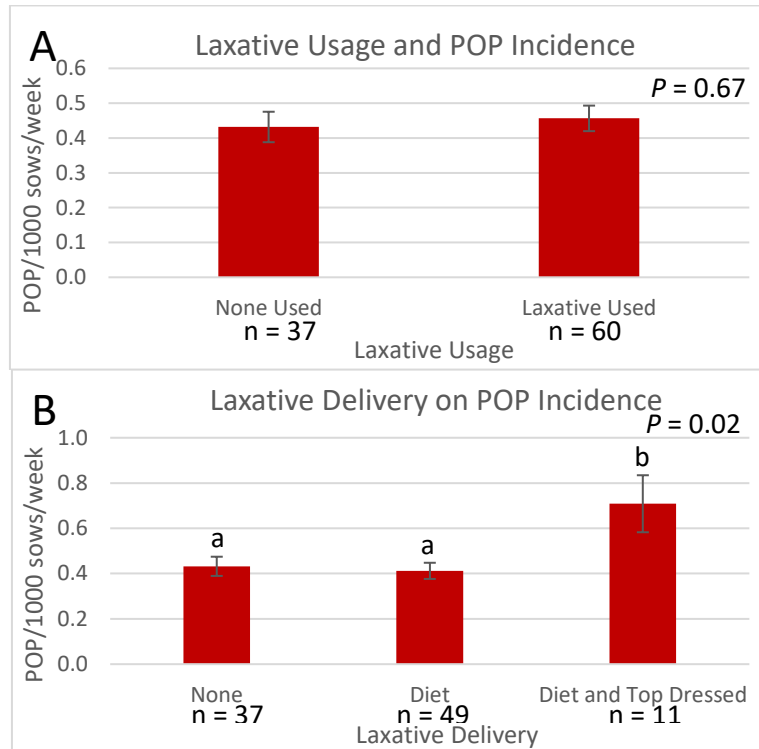 A
Laxative Usage and POP Incidence
P = 0.67
POP/1000 sows/week
0.6
0.5
0.4
0.3
0.2
0.1
0.0
None Used
Laxative Used
n = 37
n = 60
Laxative Usage
B
Laxative Delivery on POP Incidence
P = 0.02
POP/1000 sows/week
1.0
0.8
0.6
0.4
0.2
0.0
a
a
b
None
Diet
Diet and Top Dressed
n = 37
n = 49
n = 11
Laxative Delivery